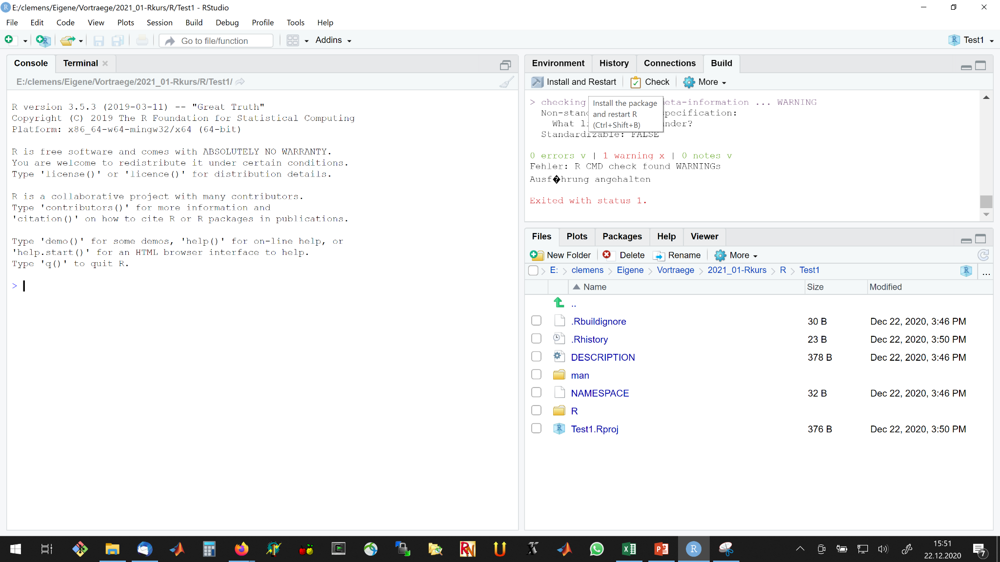 E:/clemens/Eigene/Vortraege/2021_01-Rkurs/R/Test1 - RStudio
File Edit Code View Plots Session Build Debug Profile Tools Help
Go to file/function Addins Test1
Console Terminal
E:/clemens/Eigene/Vortraege/2021_01-Rkurs/R/Test1/
R version 3.5.3 (2019-03-11) -- "Great Truth"
Copyright (C) 2019 The R Foundation for Statistical Computing
Platform: x86_64-w64-mingw32/x64 (64-bit)
R is free software and comes with ABSOLUTELY NO WARRANTY.
You are welcome to redistribute it under certain conditions.
Type 'license()' or 'licence()' for distribution details.
R is a collaborative project with many contributors.
Type 'contributors()' for more information and
'citation()' on how to cite R or R packages in publications.
Type 'demo()' for some demos, 'help()' for on-line help, or
'help.start()' for an HTML browser interface to help.
Type 'q()' to quit R.
>
Environment History Connections Build
Install and Restart Check More
> checking eta-information ... WARNING
Non-stan pecification:
What li nder?
Standardizable: FALSE
Install the package
and restart R
(Ctrl+Shift+B)
0 errors v | 1 warning x | 0 notes v
Fehler: R CMD check found WARNINGs
Ausf�hrung angehalten
Exited with status 1.
Files Plots Packages Help Viewer
New Folder Delete Rename More
E: clemens Eigene Vortraege 2021_01-Rkurs R Test1 ...
Name Size Modified
..
.Rbuildignore 30 B Dec 22, 2020, 3:46 PM
.Rhistory 23 B Dec 22, 2020, 3:50 PM
DESCRIPTION 378 B Dec 22, 2020, 3:46 PM
man
NAMESPACE 32 B Dec 22, 2020, 3:46 PM
R
Test1.Rproj 376 B Dec 22, 2020, 3:50 PM
15:51
22.12.2020
7